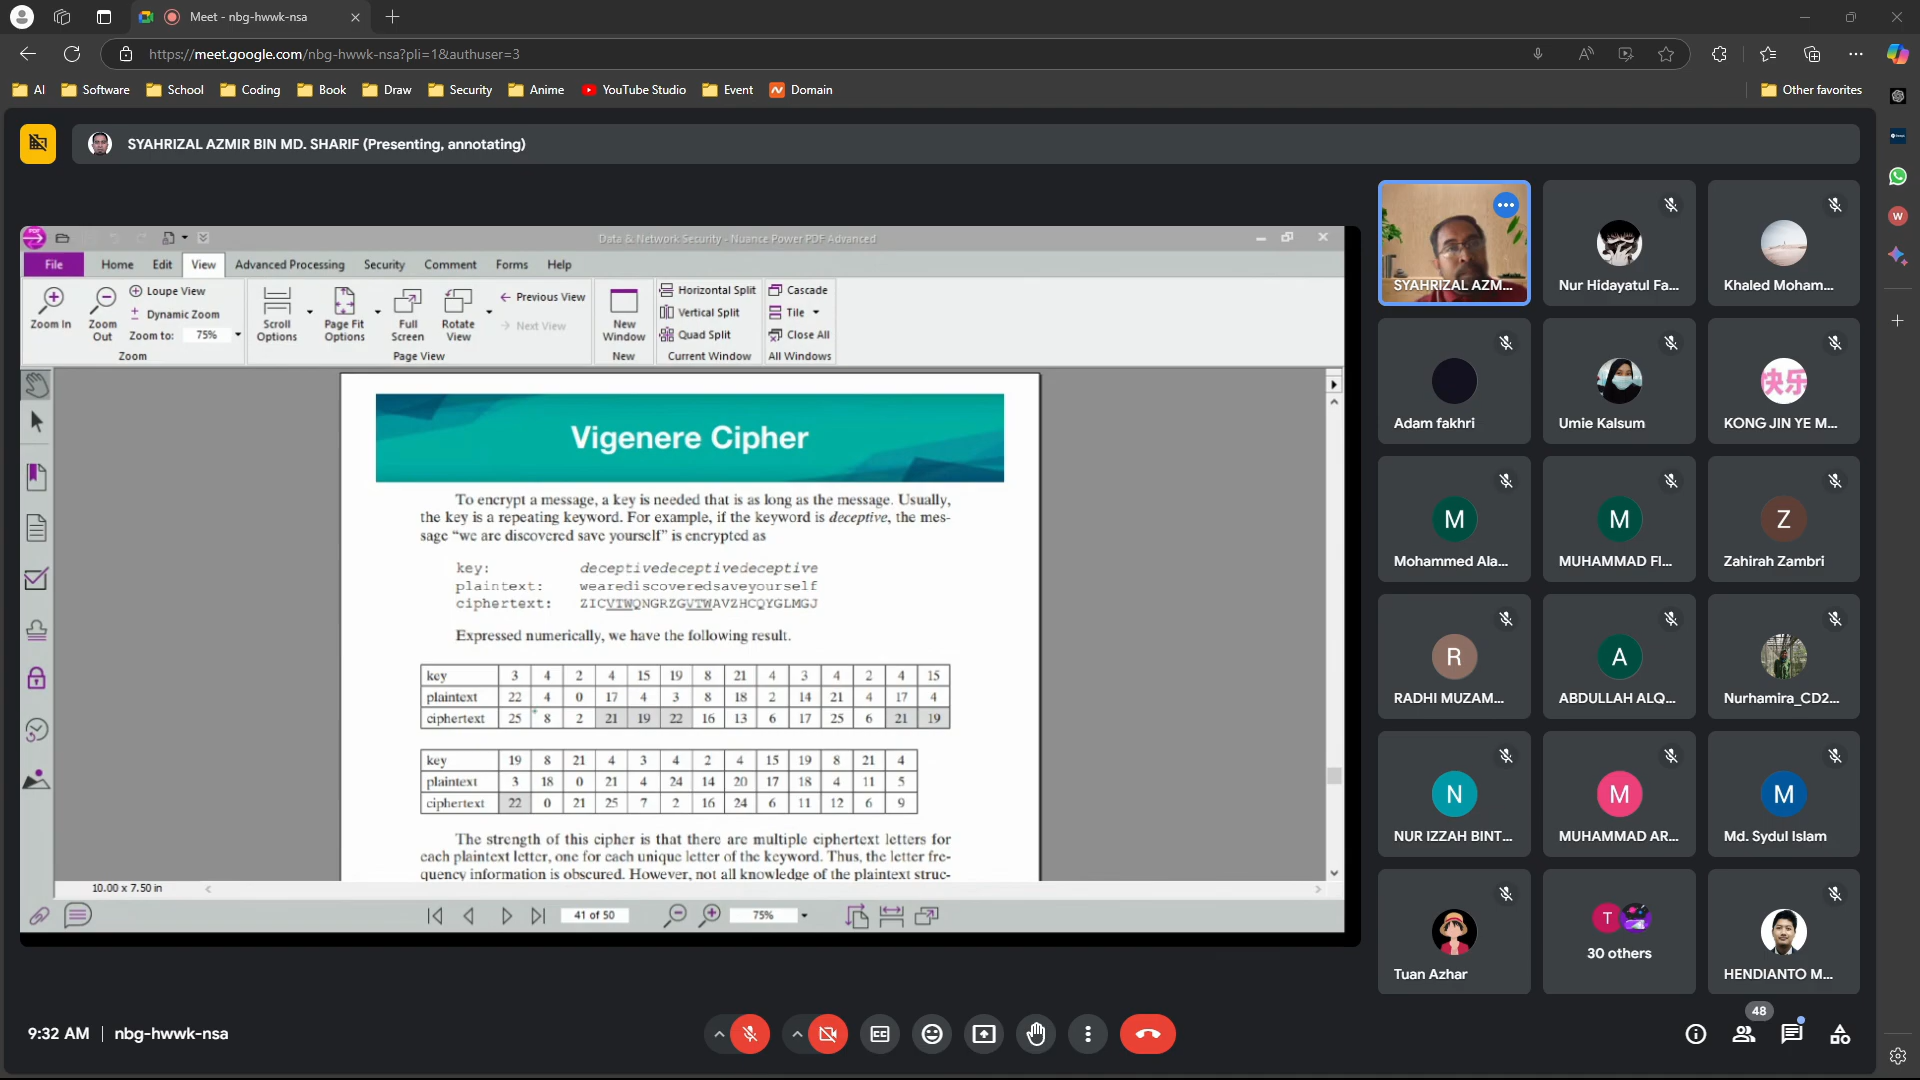 Meet - nbg-hwwk-nsa
https://meet.google.com/nbg-hwwk-nsa?pli=1&authuser=3
AI Software School Coding Book Draw Security Anime YouTube Studio Event Domain Other favorites
SYAHRIZAL AZMIR BIN MD. SHARIF (Presenting, annotating)
Data & Network Security - Nuance Power PDF Advanced
File Home Edit View Advanced Processing Security Comment Forms Help
Zoom In
Zoom Out
Loupe View
Dynamic Zoom
Zoom to: 75%
Zoom
Scroll Options
Page Fit Options
Full Screen
Rotate View
Previous View
Next View
Page View
New Window
New
Horizontal Split
Vertical Split
Quad Split
Current Window
Cascade
Tile
Close All
All Windows
Vigenere Cipher
To encrypt a message, a key is needed that is as long as the message. Usually,
the key is a repeating keyword. For example, if the keyword is deceptive, the mes-
sage “we are discovered save yourself” is encrypted as
key: deceptivedeceptivedeceptive
plaintext: wearediscoveredsaveyourself
ciphertext: ZICVTWQNGRZGVTWAVZHCQYGLMGJ
Expressed numerically, we have the following result.
key 3 4 2 4 15 19 8 21 4 3 4 2 4 15
plaintext 22 4 0 17 4 3 8 18 2 14 21 4 17 4
ciphertext 25 8 2 21 19 22 16 13 6 17 25 6 21 19
key 19 8 21 4 3 4 2 4 15 19 8 21 4
plaintext 3 18 0 21 4 24 14 20 17 18 4 11 5
ciphertext 22 0 21 25 7 2 16 24 6 11 12 6 9
The strength of this cipher is that there are multiple ciphertext letters for
each plaintext letter, one for each unique letter of the keyword. Thus, the letter fre-
quency information is obscured. However, not all knowledge of the plaintext struc-
10.00 x 7.50 in
41 of 50
75%
SYAHRIZAL AZM...
Nur Hidayatul Fa...
Khaled Moham...
Adam fakhri
Umie Kalsum
快乐
KONG JIN YE M...
M
Mohammed Ala...
M
MUHAMMAD FI...
Z
Zahirah Zambri
R
RADHI MUZAM...
A
ABDULLAH ALQ...
Nurhamira_CD2...
N
NUR IZZAH BINT...
M
MUHAMMAD AR...
M
Md. Sydul Islam
Tuan Azhar
T
30 others
HENDIANTO M...
9:32 AM | nbg-hwwk-nsa
48